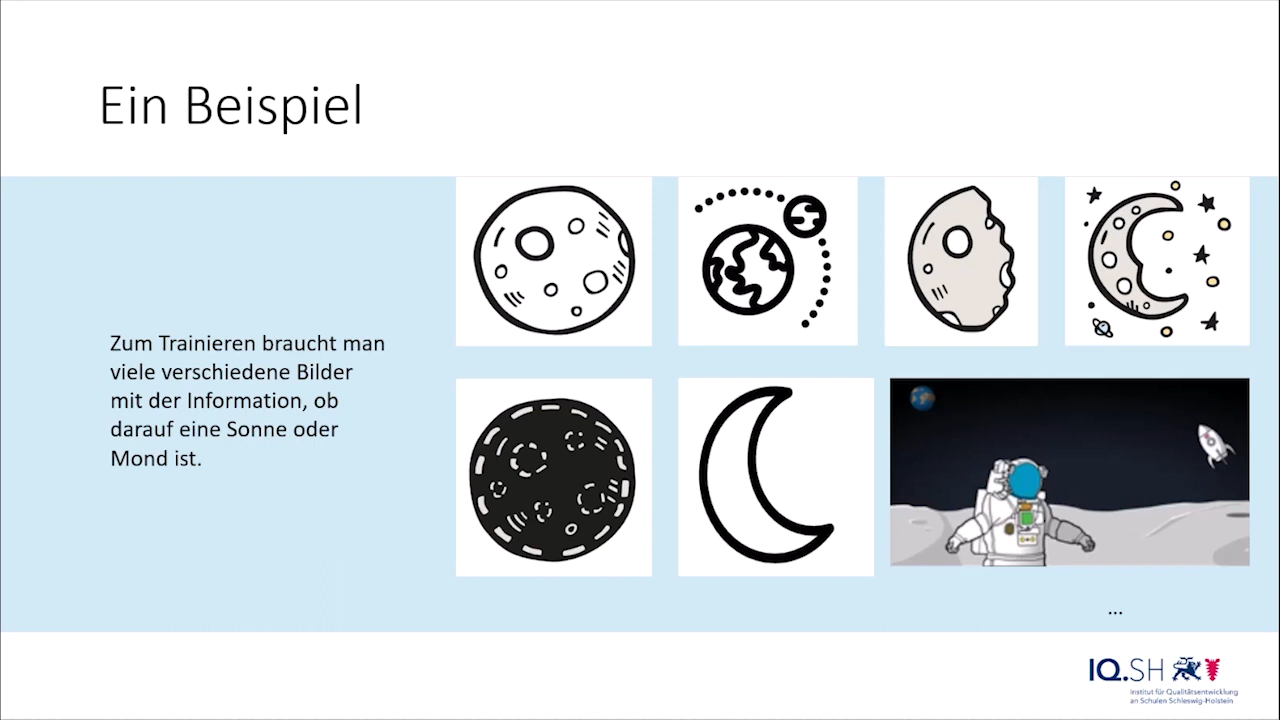 Ein Beispiel
Zum Trainieren braucht man
viele verschiedene Bilder
mit der Information, ob
darauf eine Sonne oder
Mond ist.
...
IQ.SH
Institut für Qualitätsentwicklung
an Schulen Schleswig-Holstein